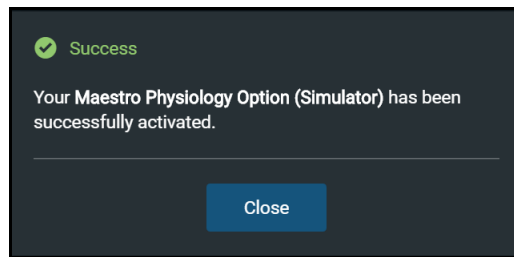 Success
Your Maestro Physiology Option (Simulator) has been
successfully activated.
Close